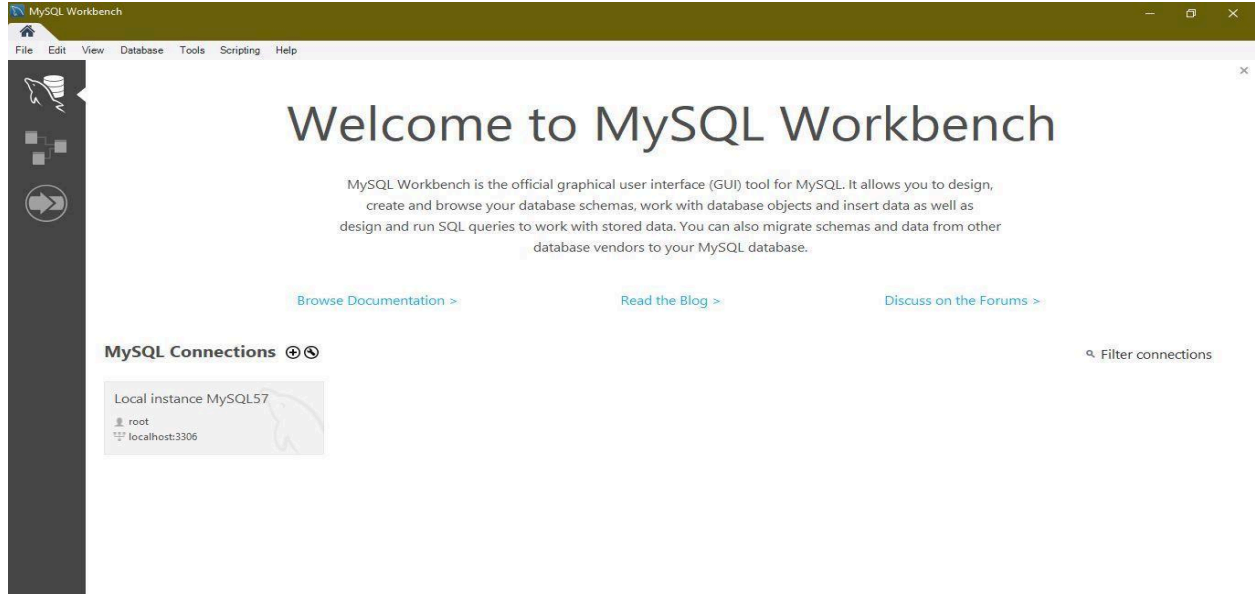 MySQL Workbench
File Edit View Database Tools Scripting Help
Welcome to MySQL Workbench
MySQL Workbench is the official graphical user interface (GUI) tool for MySQL. It allows you to design,
create and browse your database schemas, work with database objects and insert data as well as
design and run SQL queries to work with stored data. You can also migrate schemas and data from other
database vendors to your MySQL database.
Browse Documentation > Read the Blog > Discuss on the Forums >
MySQL Connections Filter connections
Local instance MySQL57
root
localhost:3306